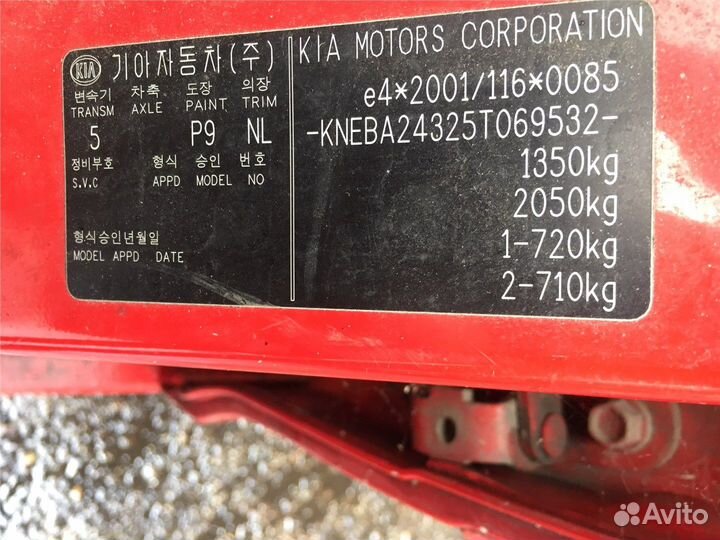 KIA 기아자동차(주)
변속기 차축 도장 의장
TRANSM AXLE PAINT TRIM
5 P9 NL
정비부호 형식 승인 번호
S.V.C APPD MODEL NO
형식승인년월일
MODEL APPD DATE
KIA MOTORS CORPORATION
e4*2001/116*0085
-KNEBA24325T069532-
1350kg
2050kg
1-720kg
2-710kg
Avito